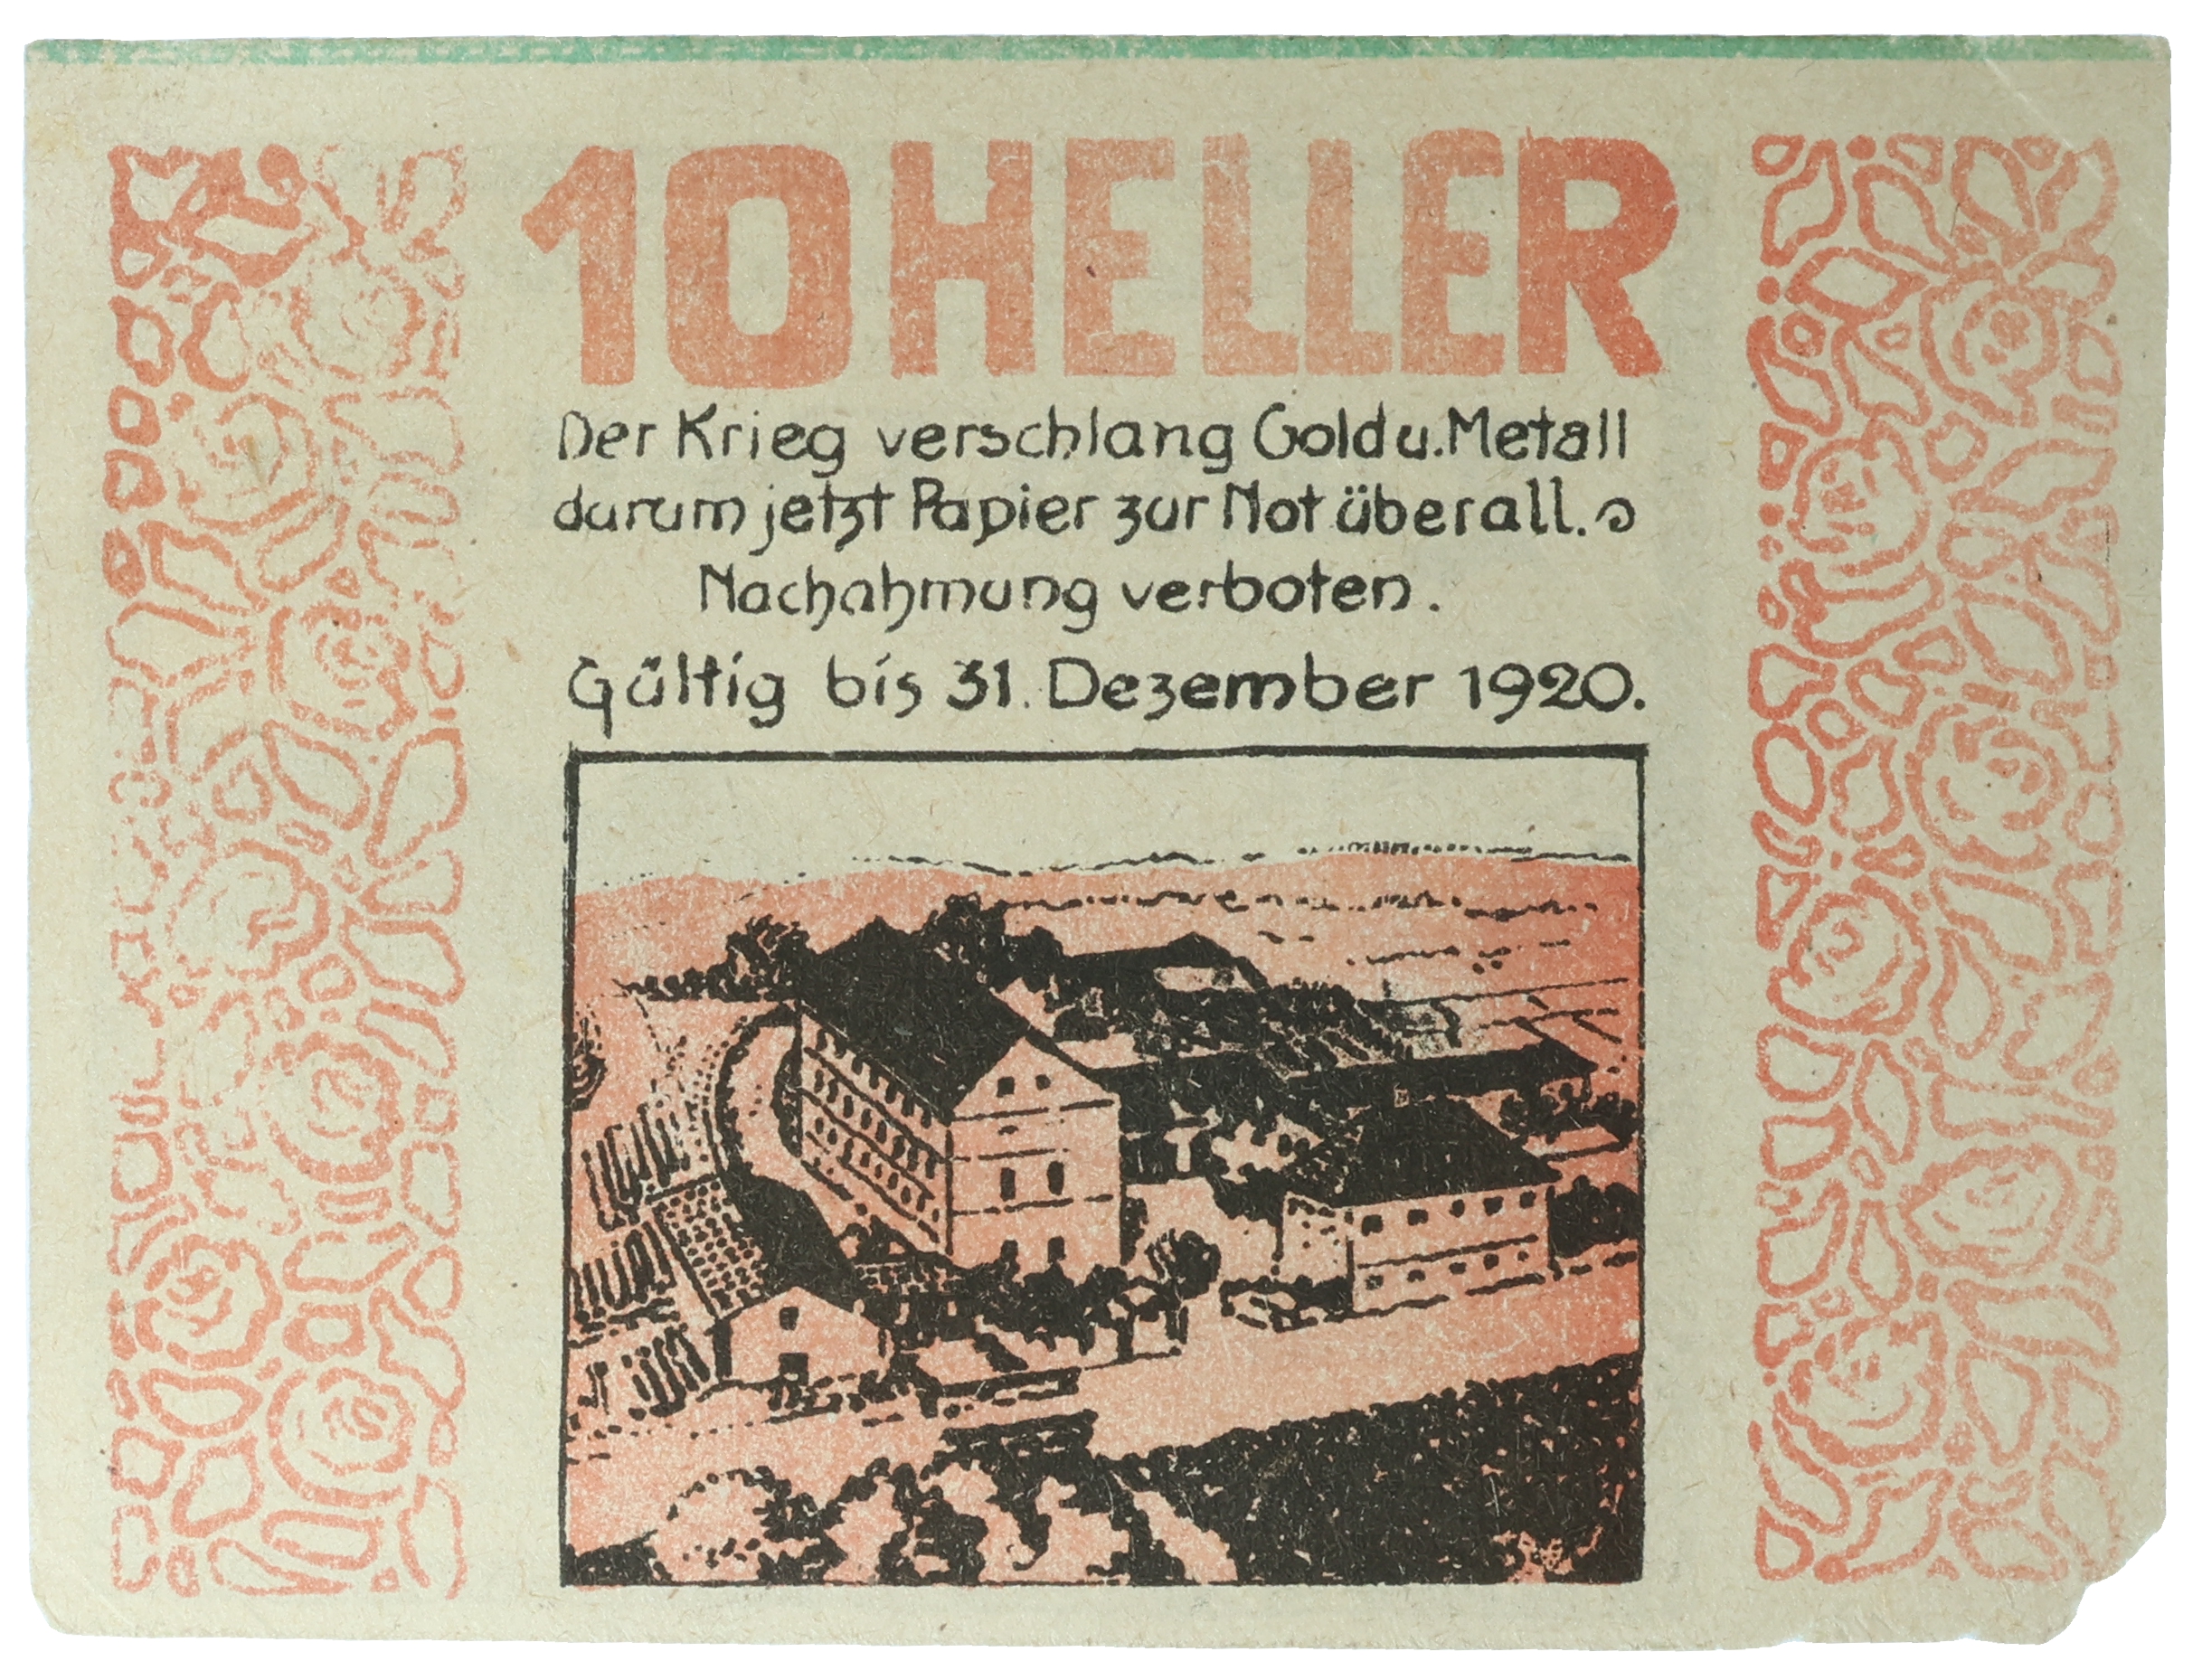 10 HELLER
Der Krieg verschlang Gold u. Metall
darum jetzt Papier zur Not überall.
Nachahmung verboten.
Gültig bis 31. Dezember 1920.